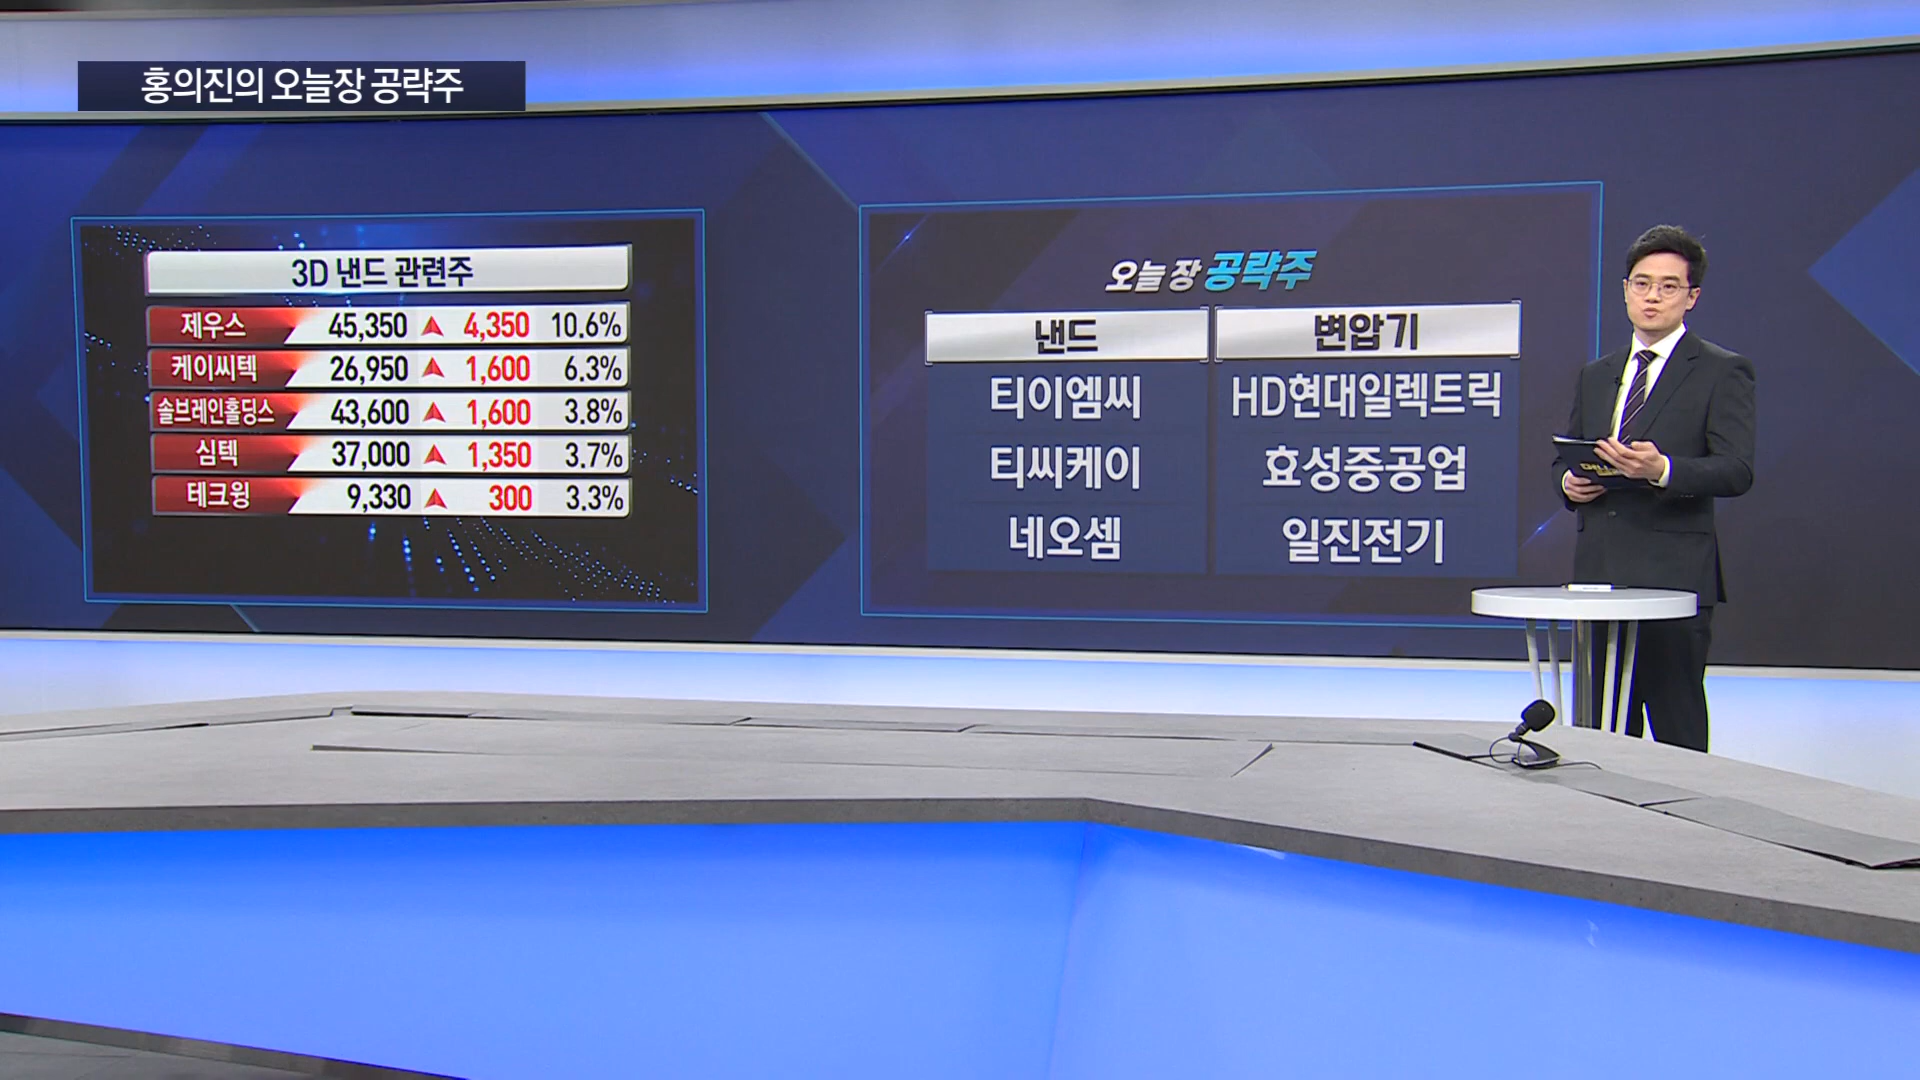 홍의진의 오늘장 공략주
3D 낸드 관련주
제우스 45,350 ▲ 4,350 10.6%
케이씨텍 26,950 ▲ 1,600 6.3%
솔브레인홀딩스 43,600 ▲ 1,600 3.8%
심텍 37,000 ▲ 1,350 3.7%
테크윙 9,330 ▲ 300 3.3%
오늘장 공략주
낸드 변압기
티이엠씨 HD현대일렉트릭
티씨케이 효성중공업
네오셈 일진전기